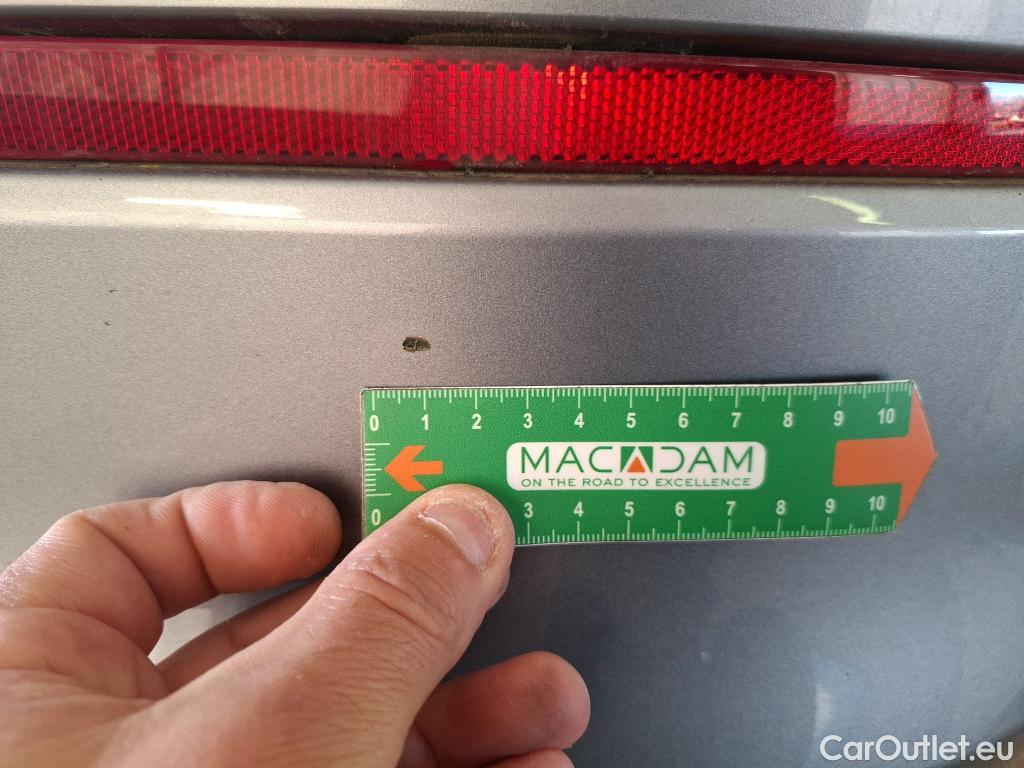 0 1 2 3 4 5 6 7 8 9 10
MACADAM
ON THE ROAD TO EXCELLENCE
0 3 4 5 6 7 8 9 10
CarOutlet.eu